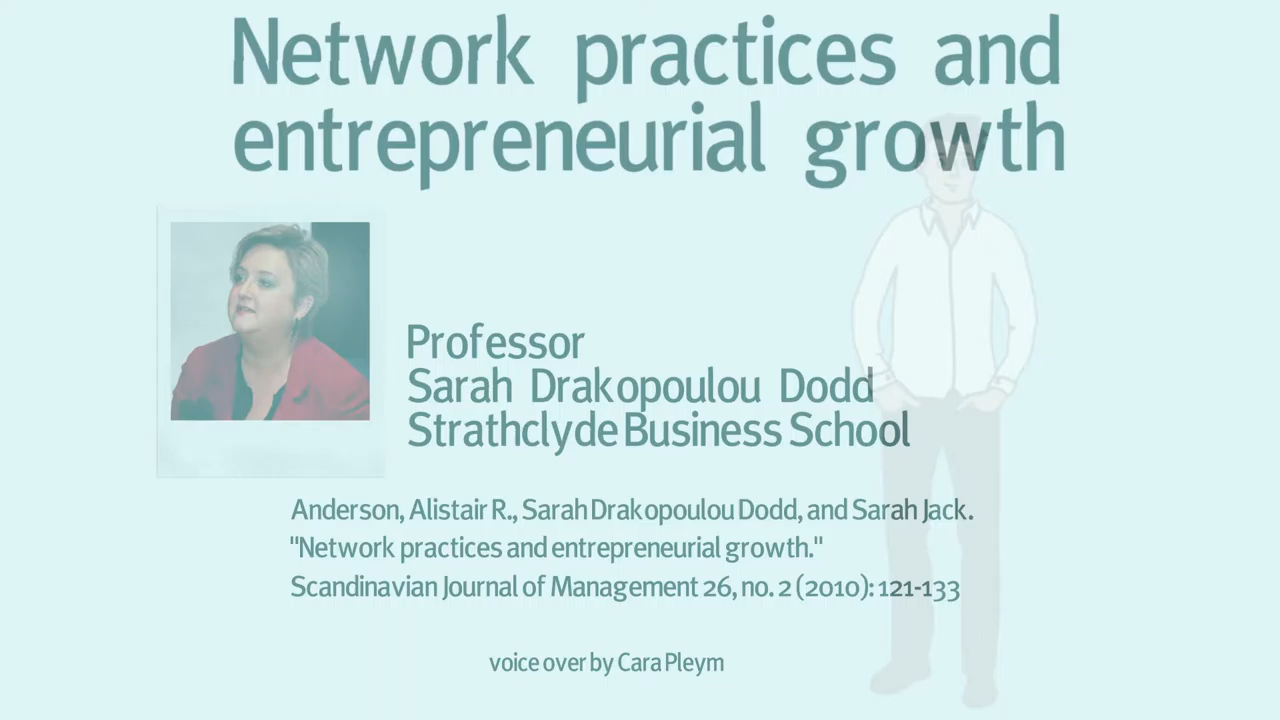 Network practices and
entrepreneurial growth
Professor
Sarah Drakopoulou Dodd
Strathclyde Business School
Anderson, Alistair R., Sarah Drakopoulou Dodd, and Sarah Jack.
"Network practices and entrepreneurial growth."
Scandinavian Journal of Management 26, no. 2 (2010): 121-133
voice over by Cara Pleym